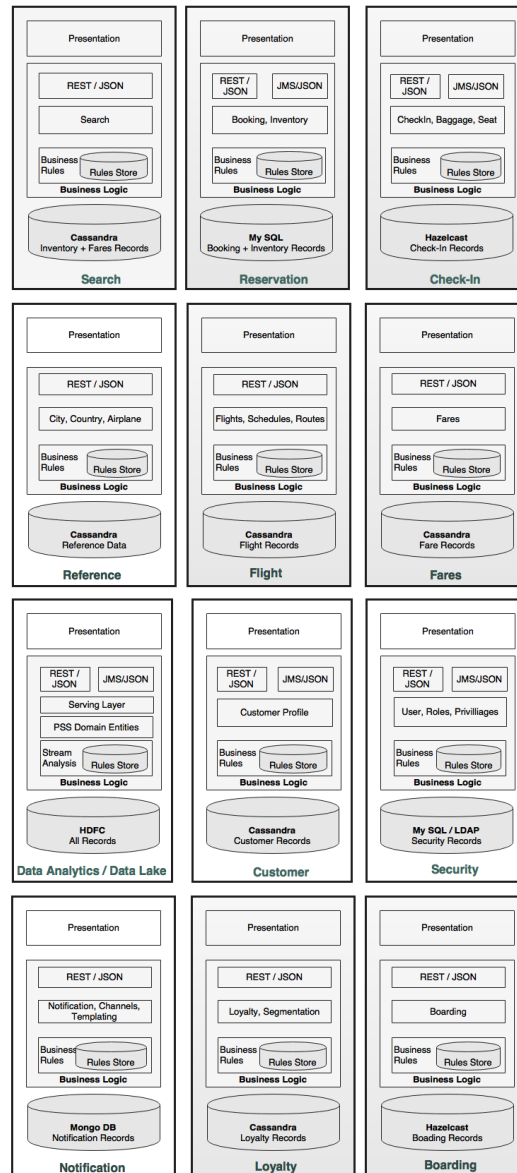 Presentation
REST / JSON
Search
Business
Rules
Rules Store
Business Logic
Cassandra
Inventory + Fares Records
Search
Presentation
REST /
JSON
JMS/JSON
Booking, Inventory
Business
Rules
Rules Store
Business Logic
My SQL
Booking + Inventory Records
Reservation
Presentation
REST /
JSON
JMS/JSON
CheckIn, Baggage, Seat
Business
Rules
Rules Store
Business Logic
Hazelcast
Check-In Records
Check-In
Presentation
REST / JSON
City, Country, Airplane
Business
Rules
Rules Store
Business Logic
Cassandra
Reference Data
Reference
Presentation
REST / JSON
Flights, Schedules, Routes
Business
Rules
Rules Store
Business Logic
Cassandra
Flight Records
Flight
Presentation
REST / JSON
Fares
Business
Rules
Rules Store
Business Logic
Cassandra
Fare Records
Fares
Presentation
REST /
JSON
JMS/JSON
Serving Layer
PSS Domain Entities
Stream
Analysis
Rules Store
Business Logic
HDFC
All Records
Data Analytics / Data Lake
Presentation
REST /
JSON
JMS/JSON
Customer Profile
Business
Rules
Rules Store
Business Logic
Cassandra
Customer Records
Customer
Presentation
REST /
JSON
JMS/JSON
User, Roles, Privilliages
Business
Rules
Rules Store
Business Logic
My SQL / LDAP
Security Records
Security
Presentation
REST / JSON
Notification, Channels,
Templating
Business
Rules
Rules Store
Business Logic
Mongo DB
Notification Records
Notification
Presentation
REST / JSON
Loyalty, Segmentation
Business
Rules
Rules Store
Business Logic
Cassandra
Loyalty Records
Loyalty
Presentation
REST / JSON
Boarding
Business
Rules
Rules Store
Business Logic
Hazelcast
Boading Records
Boarding